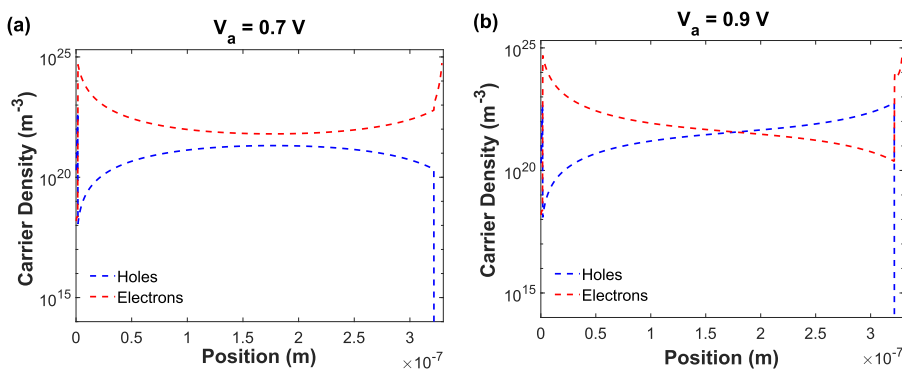 (a)
V_a = 0.7 V
10^25
10^20
10^15
Carrier Density (m^-3)
Holes
Electrons
0 0.5 1 1.5 2 2.5 3
Position (m)
×10^-7
(b)
V_a = 0.9 V
10^25
10^20
10^15
Carrier Density (m^-3)
Holes
Electrons
0 0.5 1 1.5 2 2.5 3
Position (m)
×10^-7